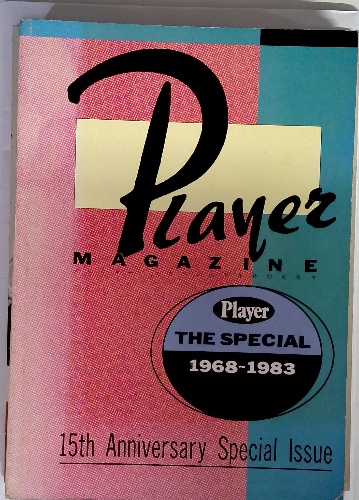 Player
MAGAZINE
Player
THE SPECIAL
1968-1983
15th Anniversary Special Issue